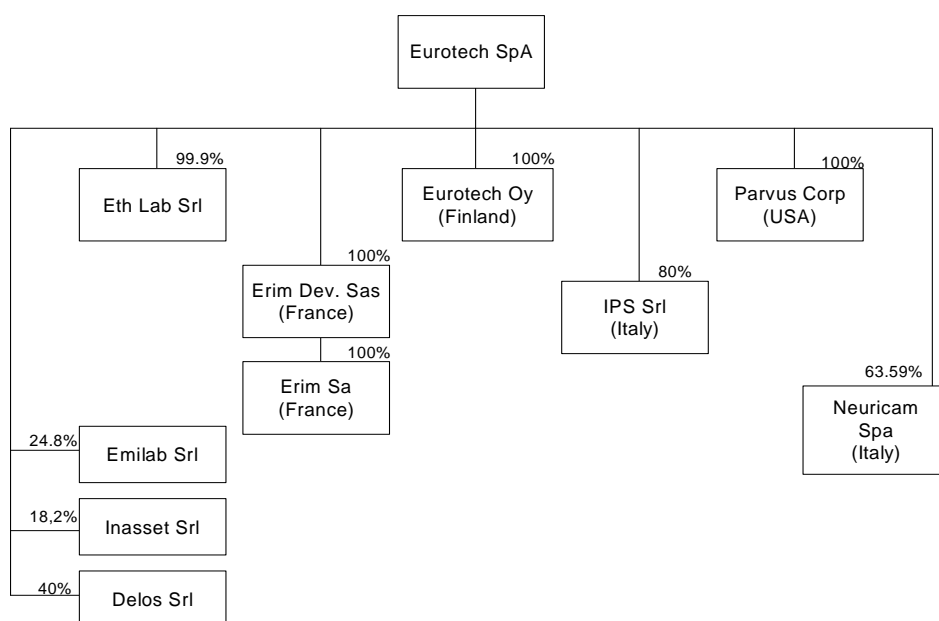 Eurotech SpA
99.9%
Eth Lab Srl
100%
Eurotech Oy
(Finland)
100%
Parvus Corp
(USA)
100%
Erim Dev. Sas
(France)
80%
IPS Srl
(Italy)
100%
Erim Sa
(France)
63.59%
Neuricam
Spa
(Italy)
24.8%
Emilab Srl
18,2%
Inasset Srl
40%
Delos Srl